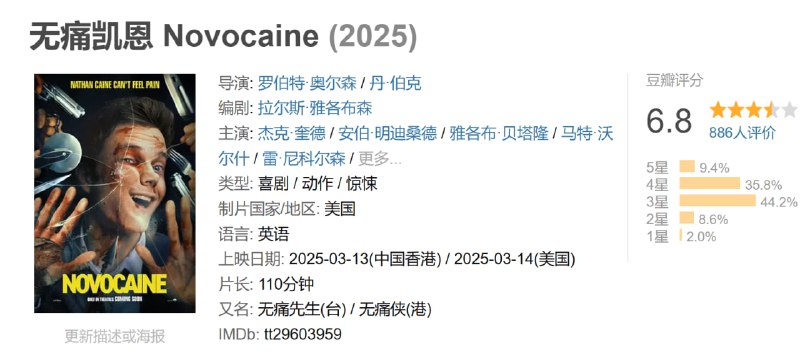 无痛凯恩 Novocaine (2025)
NATHAN CAINE CAN'T FEEL PAIN
NOVOCAINE
ONLY IN THEATRES COMING SOON
更新描述或海报
导演: 罗伯特·奥尔森 / 丹·伯克
编剧: 拉尔斯·雅各布森
主演: 杰克·奎德 / 安伯·明迪桑德 / 雅各布·贝塔隆 / 马特·沃
尔什 / 雷·尼科尔森 / 更多...
类型: 喜剧 / 动作 / 惊悚
制片国家/地区: 美国
语言: 英语
上映日期: 2025-03-13(中国香港) / 2025-03-14(美国)
片长: 110分钟
又名: 无痛先生(台) / 无痛侠(港)
IMDb: tt29603959
豆瓣评分
6.8
886人评价
5星 9.4%
4星 35.8%
3星 44.2%
2星 8.6%
1星 2.0%